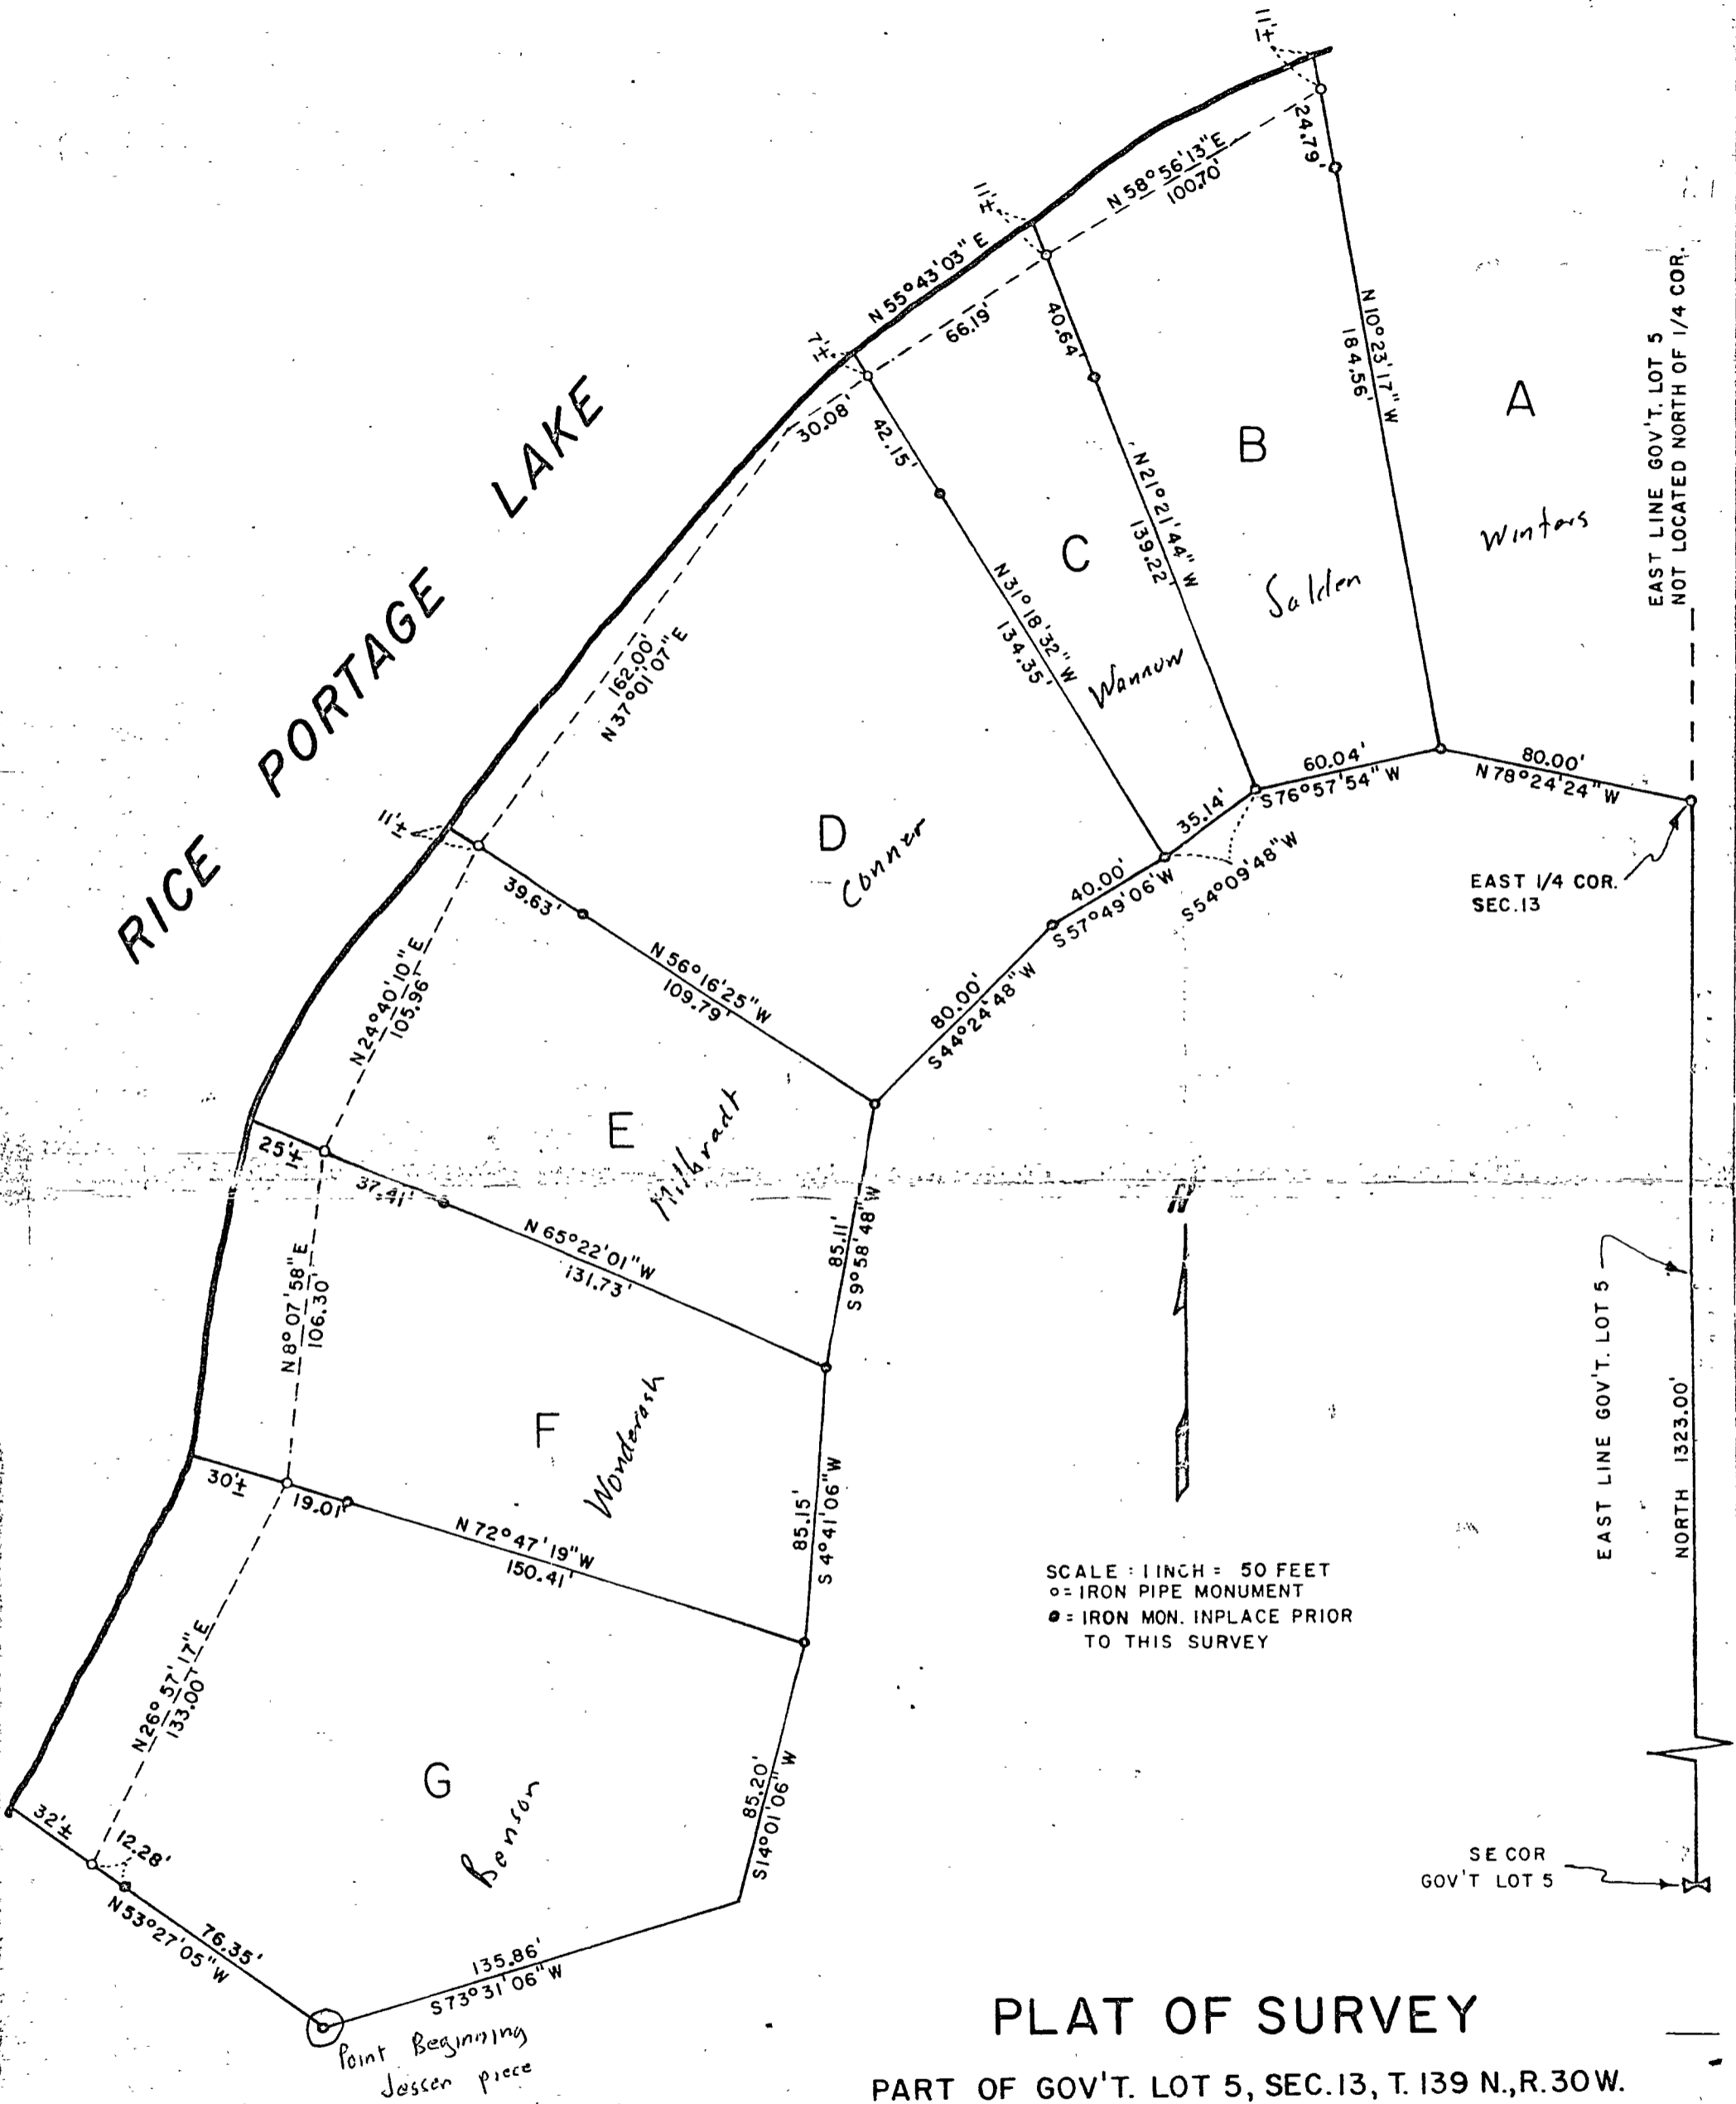 11'±
24.79'
N 58°56'13" E
100.70'
11'±
N 55°43'03" E
66.19'
40.64'
7'±
30.08'
42.15'
N 10°23'17" W
184.56'
A
Winters
B
Salden
N 21°21'44" W
139.22'
C
Wannow
N 31°18'32" W
134.35'
EAST LINE GOV'T. LOT 5
NOT LOCATED NORTH OF 1/4 COR.
RICE PORTAGE LAKE
162.00'
N 37°01'07" E
60.04'
S 76°57'54" W
80.00'
N 78°24'24" W
35.14'
S 54°09'48" W
EAST 1/4 COR.
SEC. 13
D
Conner
11'±
39.63'
40.00'
S 57°49'06" W
N 56°16'25" W
109.79'
80.00'
S 44°24'48" W
N 24°40'10" E
105.96'
E
25'±
37.41'
85.11'
S 9°58'48" W
N 65°22'01" W
131.73'
N 8°07'58" E
106.30'
N
EAST LINE GOV'T. LOT 5
NORTH 1323.00'
F
Wonderash
30'±
19.01'
N 72°47'19" W
150.41'
85.15'
S 4°41'06" W
SCALE : 1 INCH = 50 FEET
○ = IRON PIPE MONUMENT
● = IRON MON. INPLACE PRIOR
TO THIS SURVEY
N 26°57'17" E
133.00'
G
Benson
85.20'
S 14°01'06" W
32'±
12.28'
SE COR
GOV'T LOT 5
76.35'
N 53°27'05" W
135.86'
S 73°31'06" W
Point Beginning
Jessen piece
PLAT OF SURVEY
PART OF GOV'T. LOT 5, SEC. 13, T. 139 N., R. 30 W.